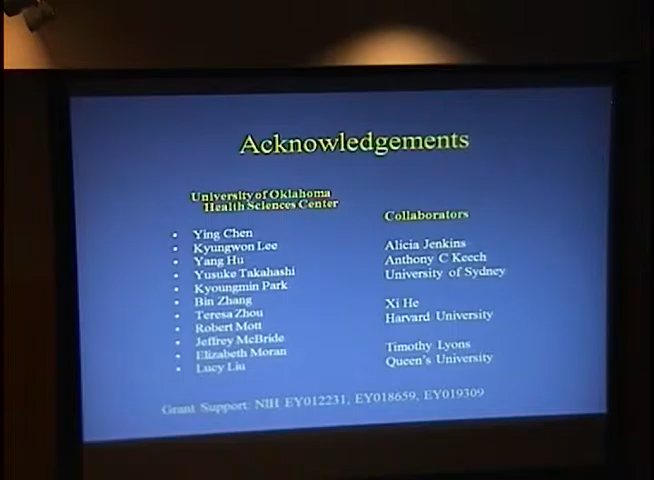 Acknowledgements
University of Oklahoma
Health Sciences Center
• Ying Chen
• Kyungwon Lee
• Yang Hu
• Yusuke Takahashi
• Kyoungmin Park
• Bin Zhang
• Teresa Zhou
• Robert Mott
• Jeffrey McBride
• Elizabeth Moran
• Lucy Liu
Collaborators
Alicia Jenkins
Anthony C Keech
University of Sydney
Xi He
Harvard University
Timothy Lyons
Queen's University
Grant Support: NIH EY012231, EY018659, EY019309